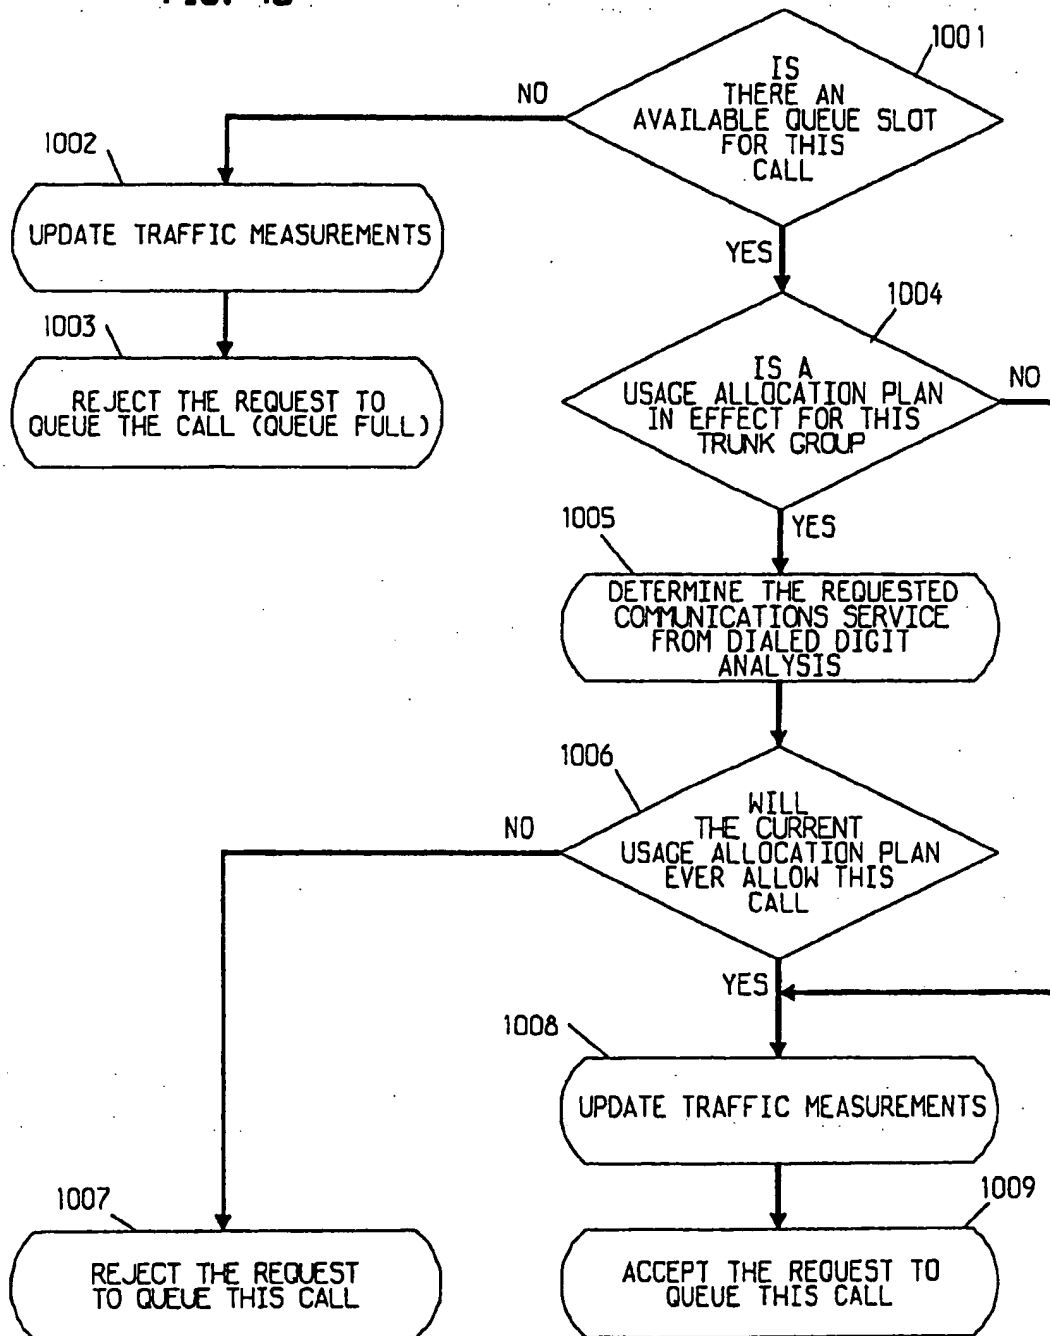 1001
IS
THERE AN
AVAILABLE QUEUE SLOT
FOR THIS
CALL
NO
YES
1002
UPDATE TRAFFIC MEASUREMENTS
1003
REJECT THE REQUEST TO
QUEUE THE CALL (QUEUE FULL)
1004
IS A
USAGE ALLOCATION PLAN
IN EFFECT FOR THIS
TRUNK GROUP
NO
YES
1005
DETERMINE THE REQUESTED
COMMUNICATIONS SERVICE
FROM DIALED DIGIT
ANALYSIS
1006
WILL
THE CURRENT
USAGE ALLOCATION PLAN
EVER ALLOW THIS
CALL
NO
YES
1008
UPDATE TRAFFIC MEASUREMENTS
1007
REJECT THE REQUEST
TO QUEUE THIS CALL
1009
ACCEPT THE REQUEST TO
QUEUE THIS CALL